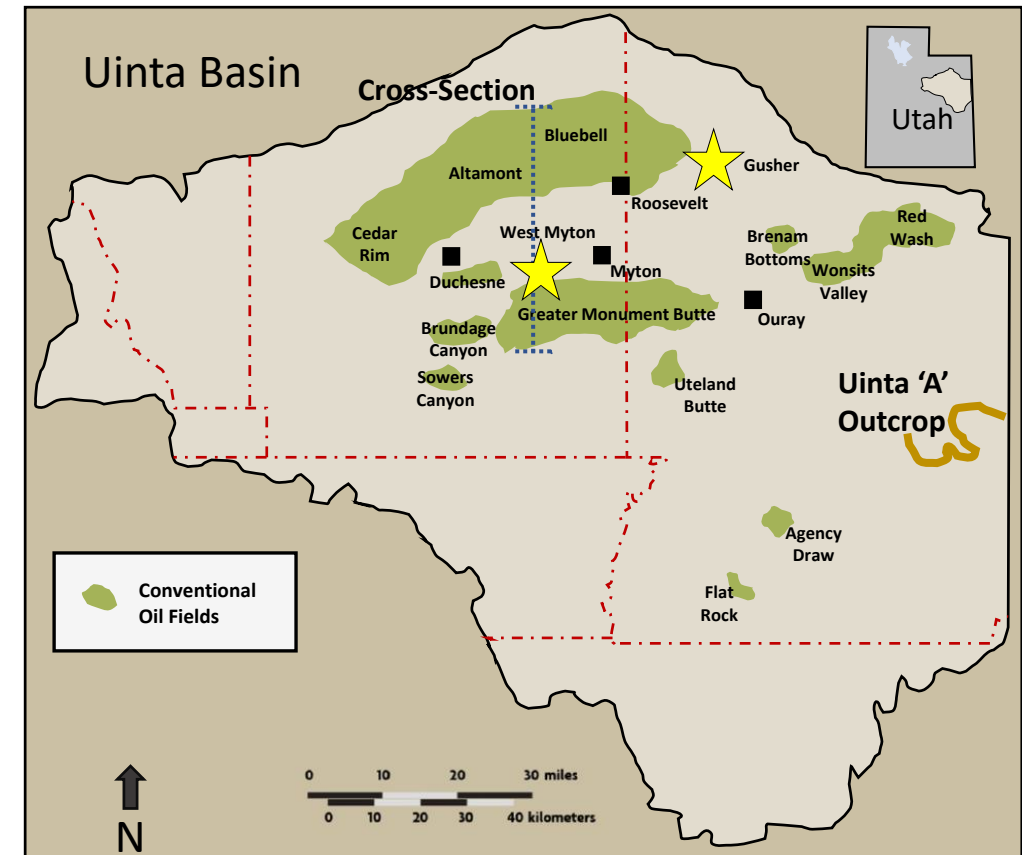 Uinta Basin
Cross-Section
Utah
Bluebell
Altamont
Gusher
Roosevelt
Cedar
Rim
West Myton
Red
Wash
Brenam
Bottoms
Duchesne
Myton
Wonsits
Valley
Greater Monument Butte
Ouray
Brundage
Canyon
Sowers
Canyon
Uteland
Butte
Uinta ‘A’
Outcrop
Agency
Draw
Flat
Rock
Conventional
Oil Fields
0 10 20 30 miles
0 10 20 30 40 kilometers
N